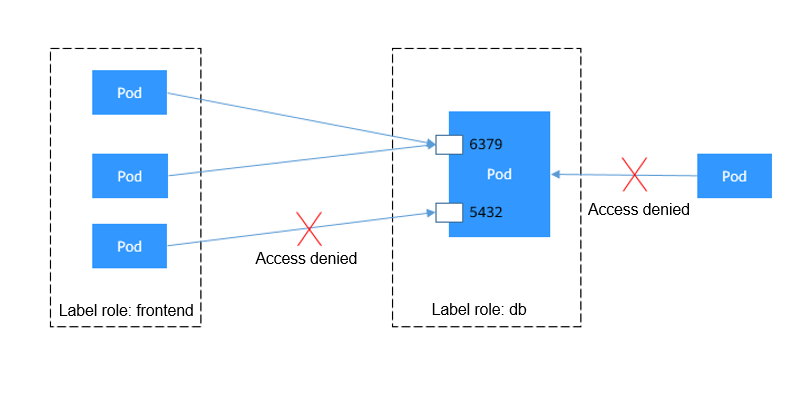 Pod
Pod
Pod
Access denied
Label role: frontend
6379
Pod
5432
Label role: db
Access denied
Pod